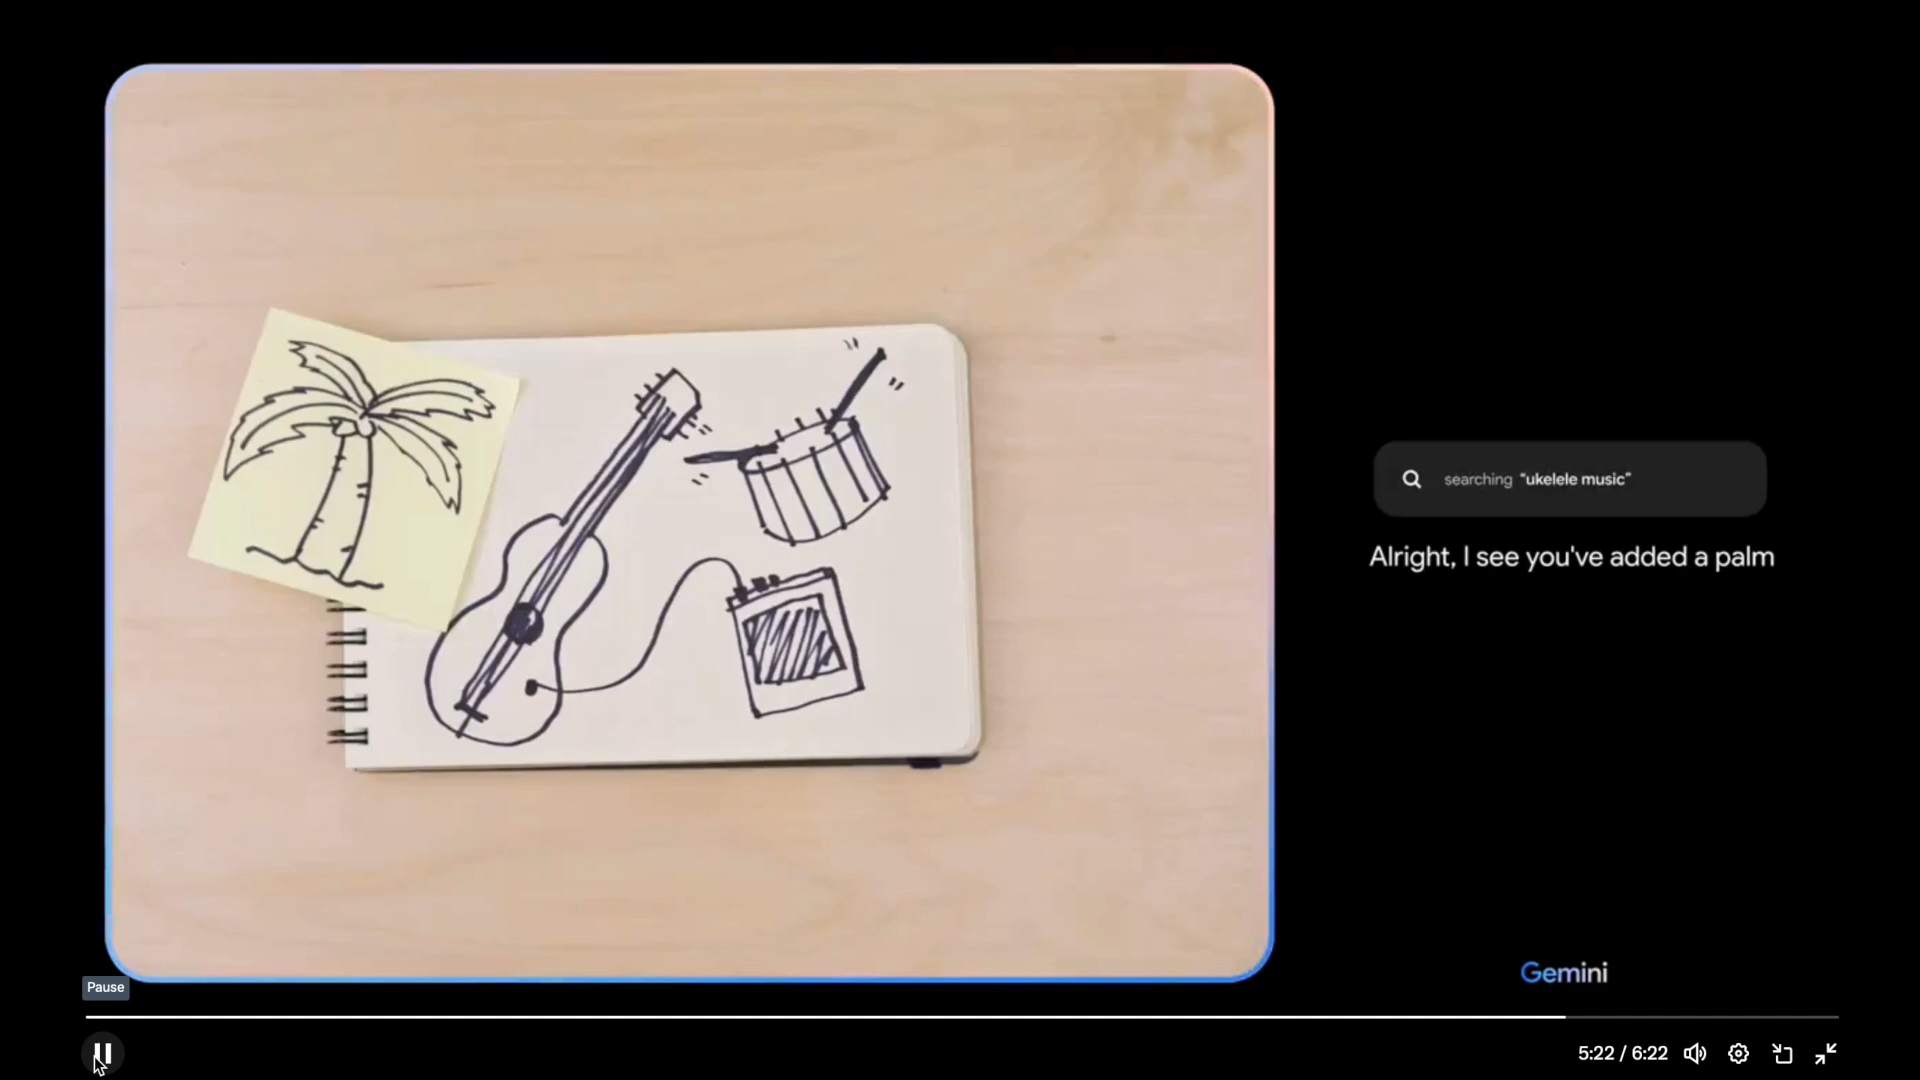 searching "ukelele music"
Alright, I see you've added a palm
Gemini
Pause
5:22 / 6:22